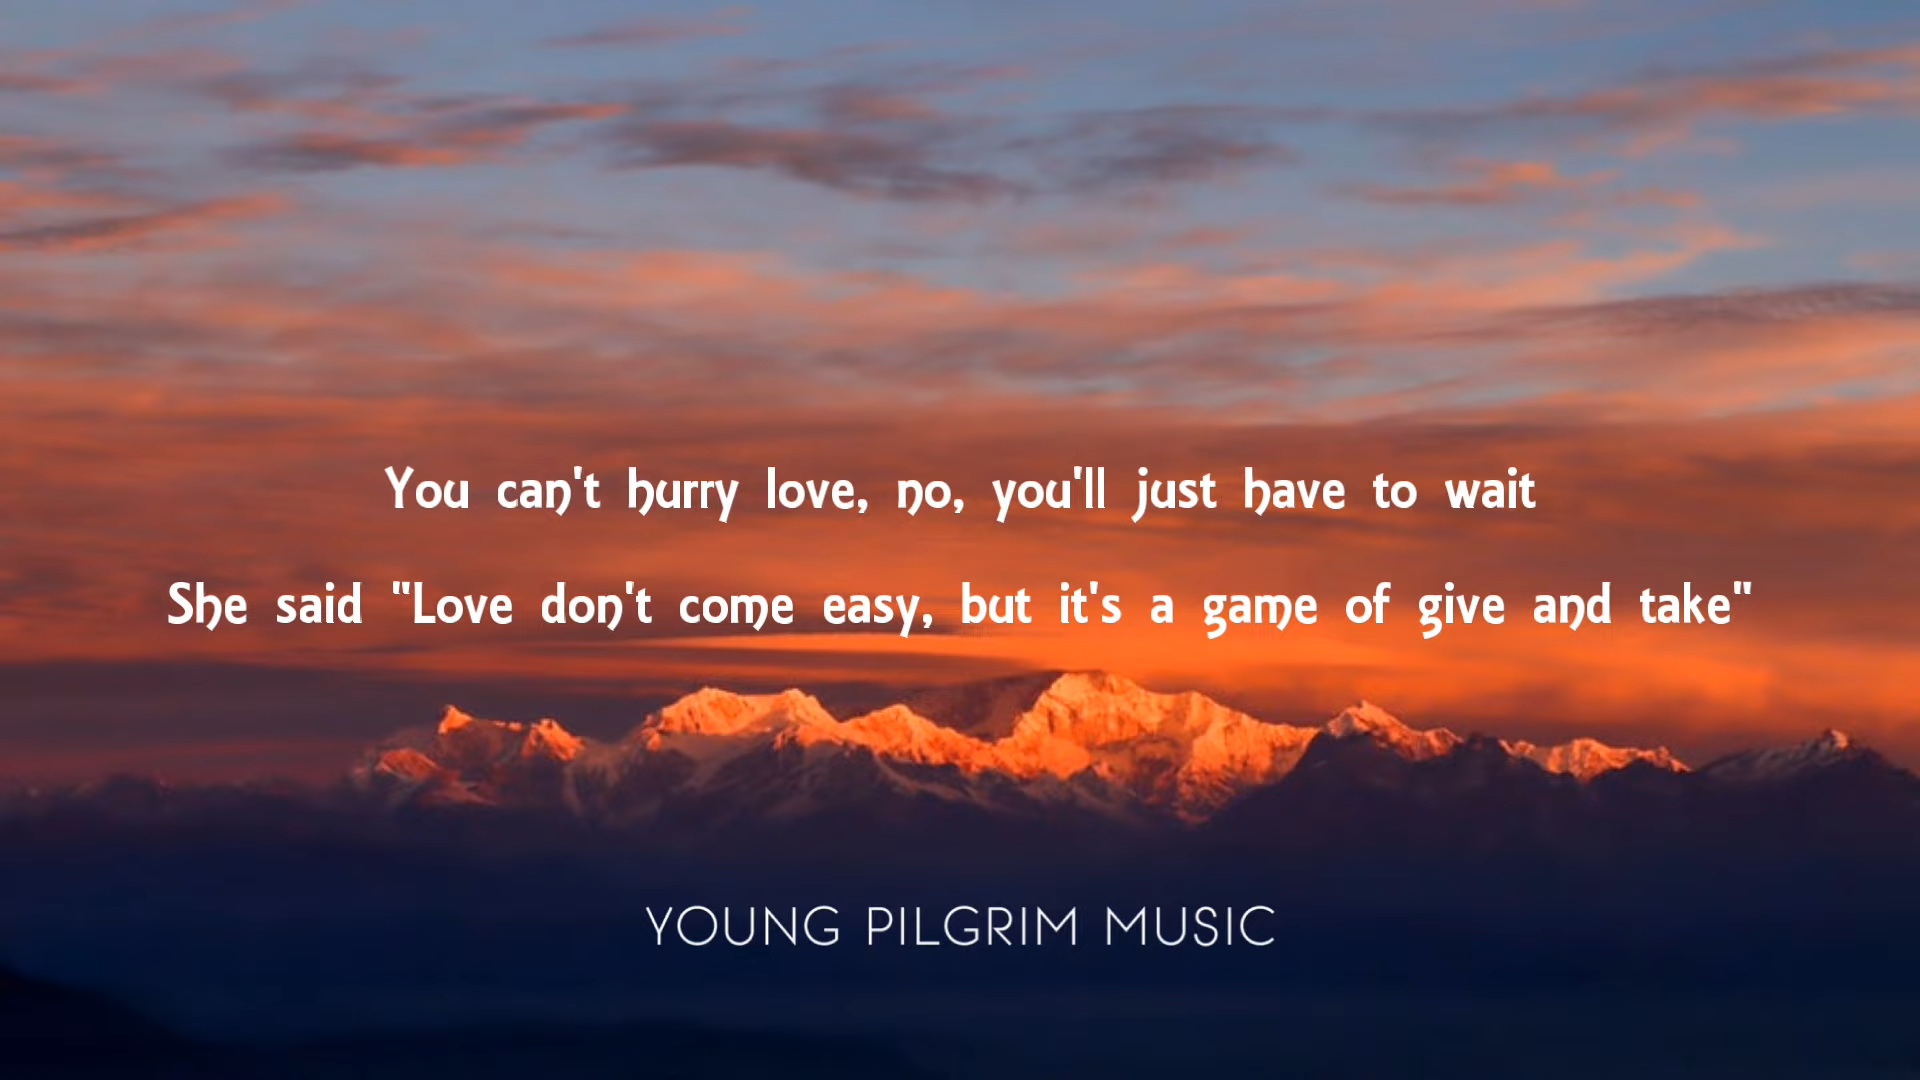 You can't hurry love, no, you'll just have to wait
She said "Love don't come easy, but it's a game of give and take"
YOUNG PILGRIM MUSIC